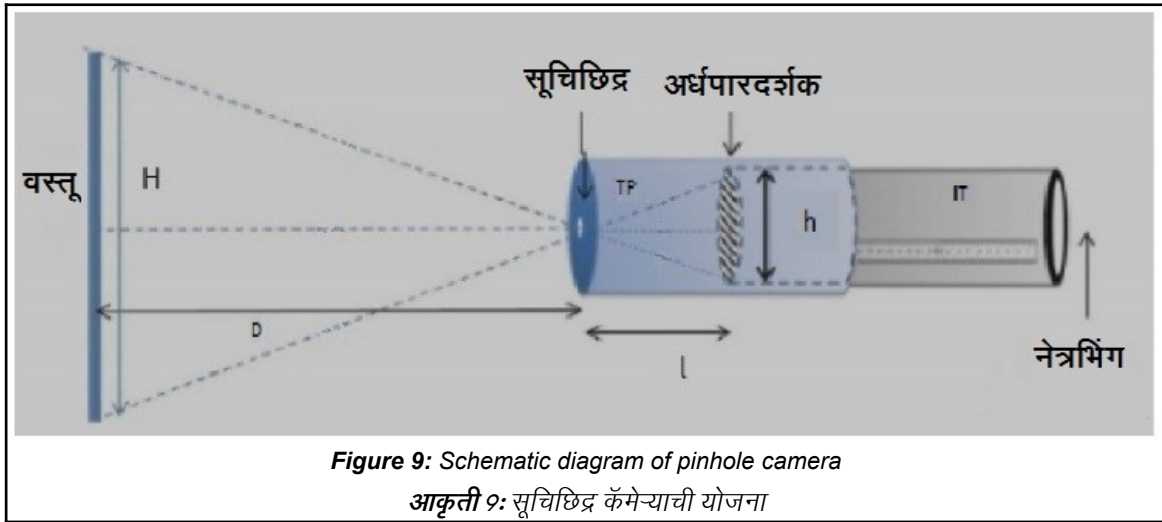 सूचिछिद्र अर्धपारदर्शक
वस्तू H TP h IT
D l
नेत्रभिंग
Figure 9: Schematic diagram of pinhole camera
आकृती ९: सूचिछिद्र कॅमेऱ्याची योजना